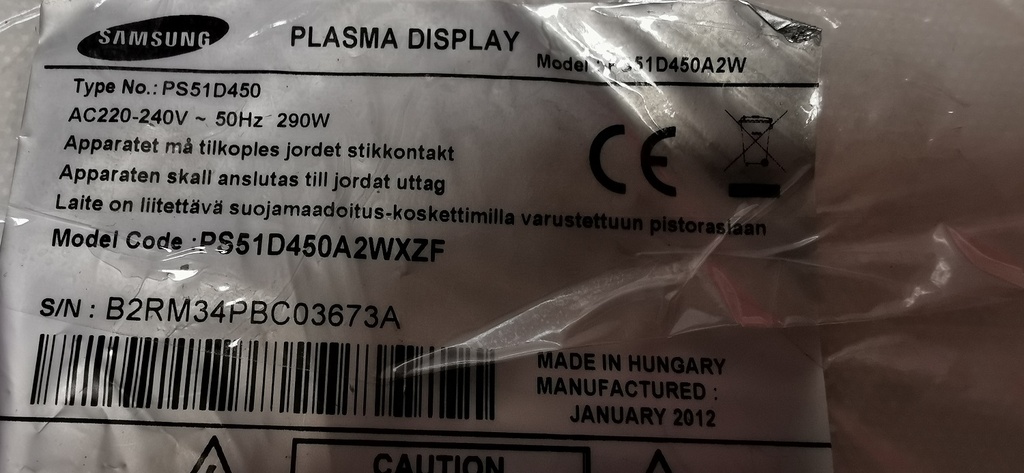 SAMSUNG
PLASMA DISPLAY
Model : PS51D450A2W
Type No.: PS51D450
AC220-240V ~ 50Hz 290W
Apparatet må tilkoples jordet stikkontakt
Apparaten skall anslutas till jordat uttag
Laite on liitettävä suojamaadoitus-koskettimilla varustettuun pistorasiaan
Model Code :PS51D450A2WXZF
S/N : B2RM34PBC03673A
MADE IN HUNGARY
MANUFACTURED :
JANUARY 2012
CAUTION